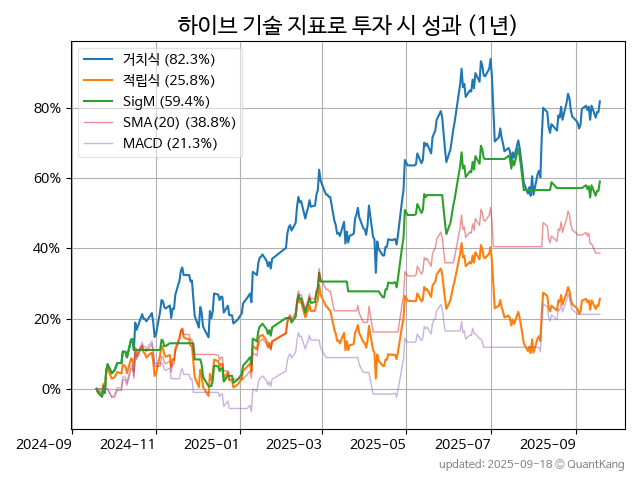 하이브 기술 지표로 투자 시 성과 (1년)
거치식 (82.3%)
적립식 (25.8%)
SigM (59.4%)
SMA(20) (38.8%)
MACD (21.3%)
80%
60%
40%
20%
0%
2024-09 2024-11 2025-01 2025-03 2025-05 2025-07 2025-09
updated: 2025-09-18 © QuantKang